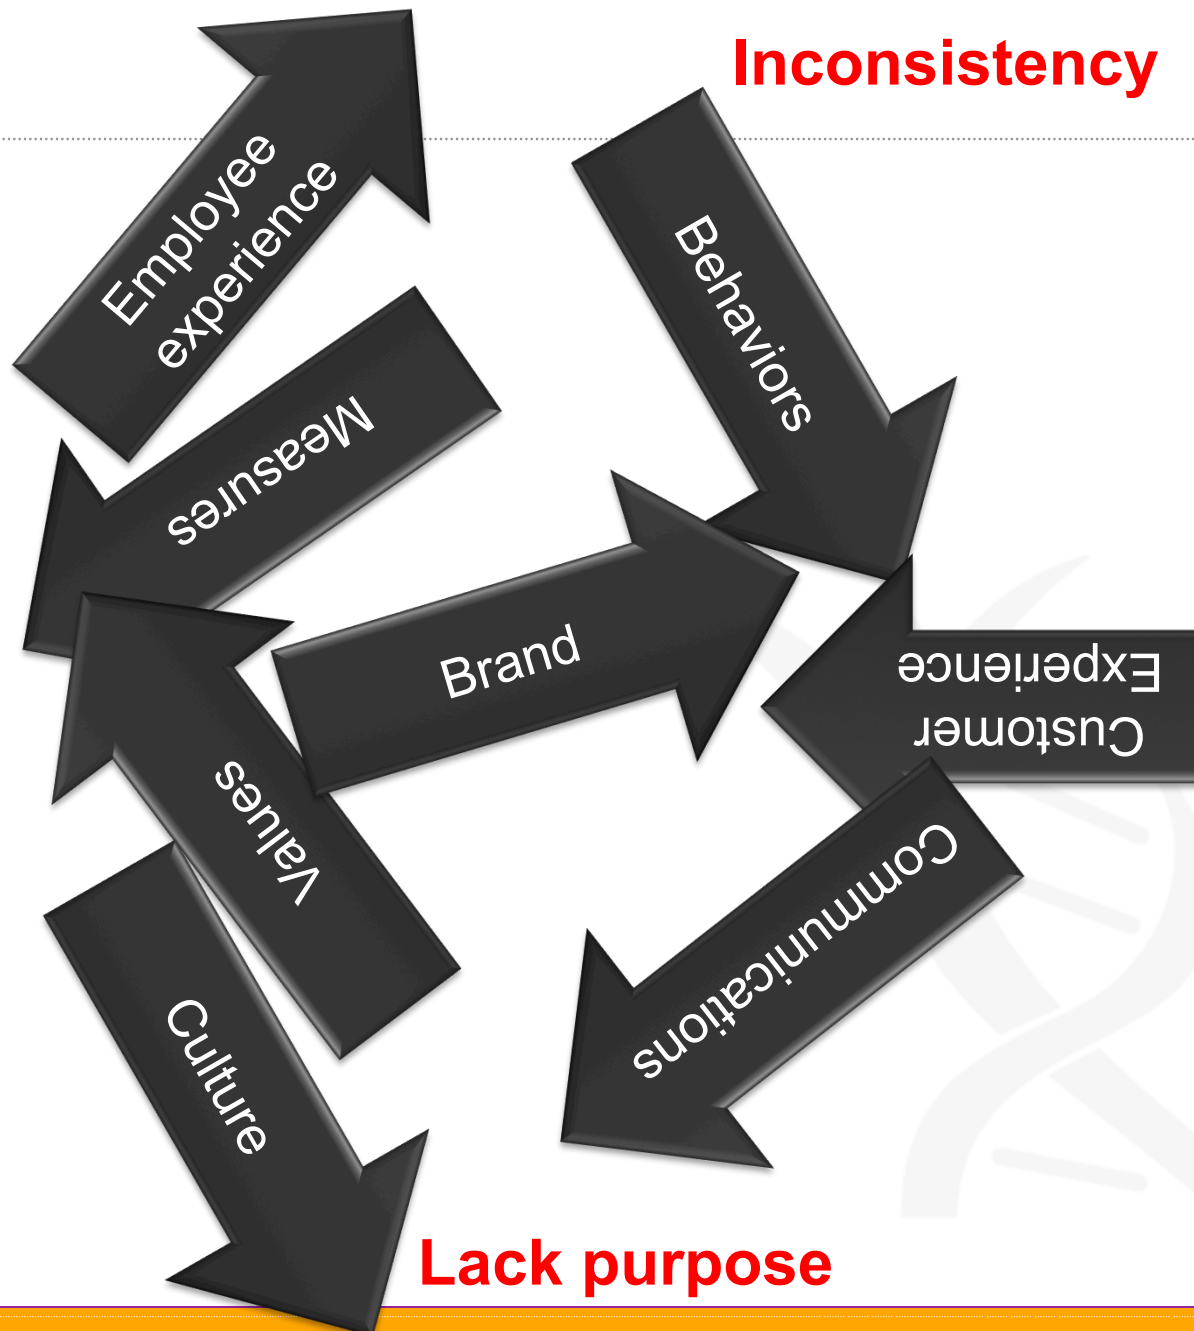 Inconsistency
Employee
experience
Behaviors
Measures
Brand
Customer
Experience
Values
Communications
Culture
Lack purpose